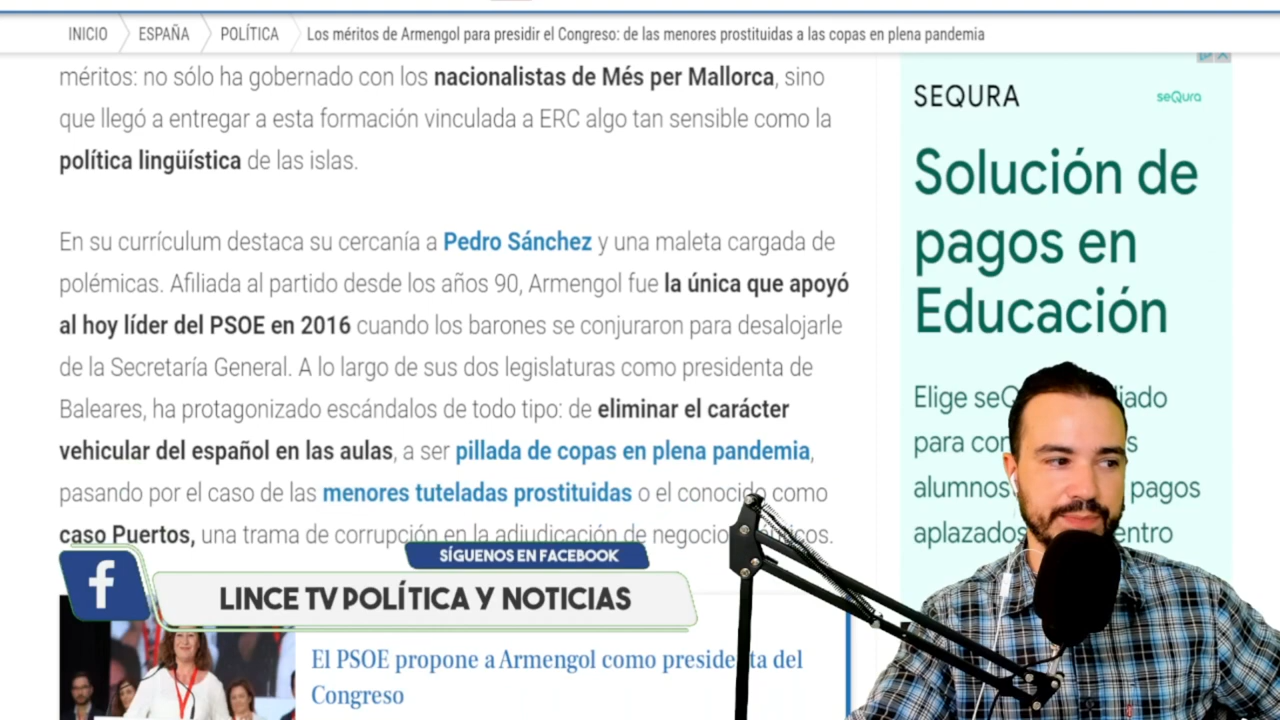 INICIO ESPAÑA POLÍTICA Los méritos de Armengol para presidir el Congreso: de las menores prostituidas a las copas en plena pandemia
méritos: no sólo ha gobernado con los nacionalistas de Més per Mallorca, sino
que llegó a entregar a esta formación vinculada a ERC algo tan sensible como la
política lingüística de las islas.
En su currículum destaca su cercanía a Pedro Sánchez y una maleta cargada de
polémicas. Afiliada al partido desde los años 90, Armengol fue la única que apoyó
al hoy líder del PSOE en 2016 cuando los barones se conjuraron para desalojarle
de la Secretaría General. A lo largo de sus dos legislaturas como presidenta de
Baleares, ha protagonizado escándalos de todo tipo: de eliminar el carácter
vehicular del español en las aulas, a ser pillada de copas en plena pandemia,
pasando por el caso de las menores tuteladas prostituidas o el conocido como
caso Puertos, una trama de corrupción en la adjudicación de
SÍGUENOS EN FACEBOOK
f
LINCE TV POLÍTICA Y NOTICIAS
El PSOE propone a Armengol como presidenta del
Congreso
SEQURA
seQura
Solución de
pagos en
Educación
Elige
para
alumnos pagos
aplazados